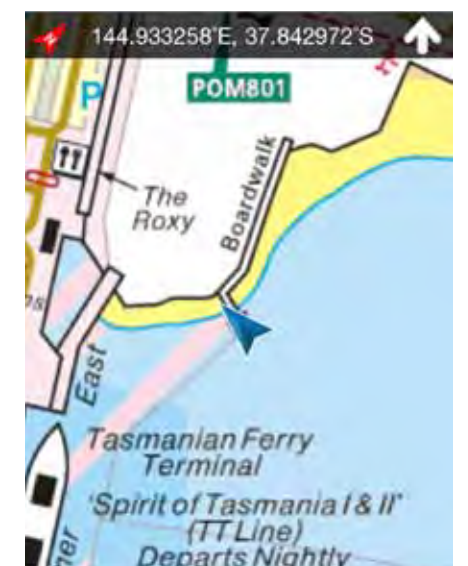 144.933258°E, 37.842972°S
P
POM801
The
Roxy
Boardwalk
East
Tasmanian Ferry
Terminal
'Spirit of Tasmania I & II'
(TT Line)
Departs Nightly